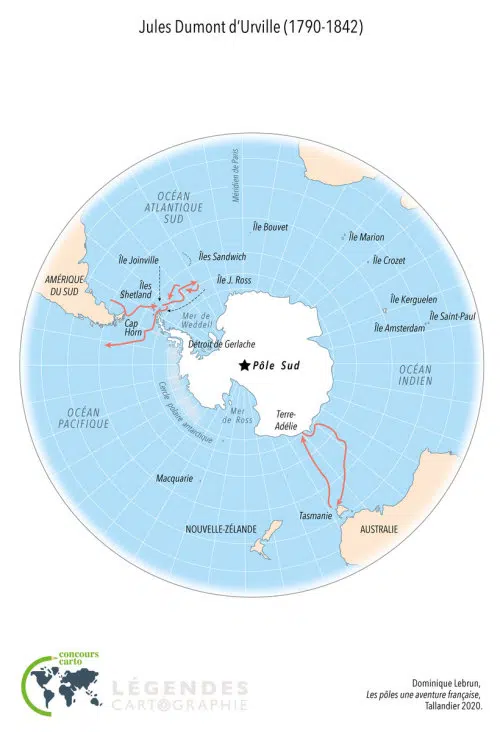 Jules Dumont d'Urville (1790-1842)
Méridien de Paris
OCÉAN
ATLANTIQUE
SUD
Île Bouvet
Île Marion
Île Crozet
Île Joinville
Îles Sandwich
Îles
Shetland
Île J. Ross
AMÉRIQUE
DU SUD
Île Kerguelen
Île Saint-Paul
Île Amsterdam
Cap
Horn
Mer de
Weddell
Détroit de Gerlache
Pôle Sud
OCÉAN
INDIEN
Cercle polaire antarctique
OCÉAN
PACIFIQUE
Mer
de Ross
Terre-
Adélie
Macquarie
Tasmanie
NOUVELLE-ZÉLANDE
AUSTRALIE
concours
carto
LÉGENDES
CARTOGRAPHIE
Dominique Lebrun,
Les pôles une aventure française,
Tallandier 2020.